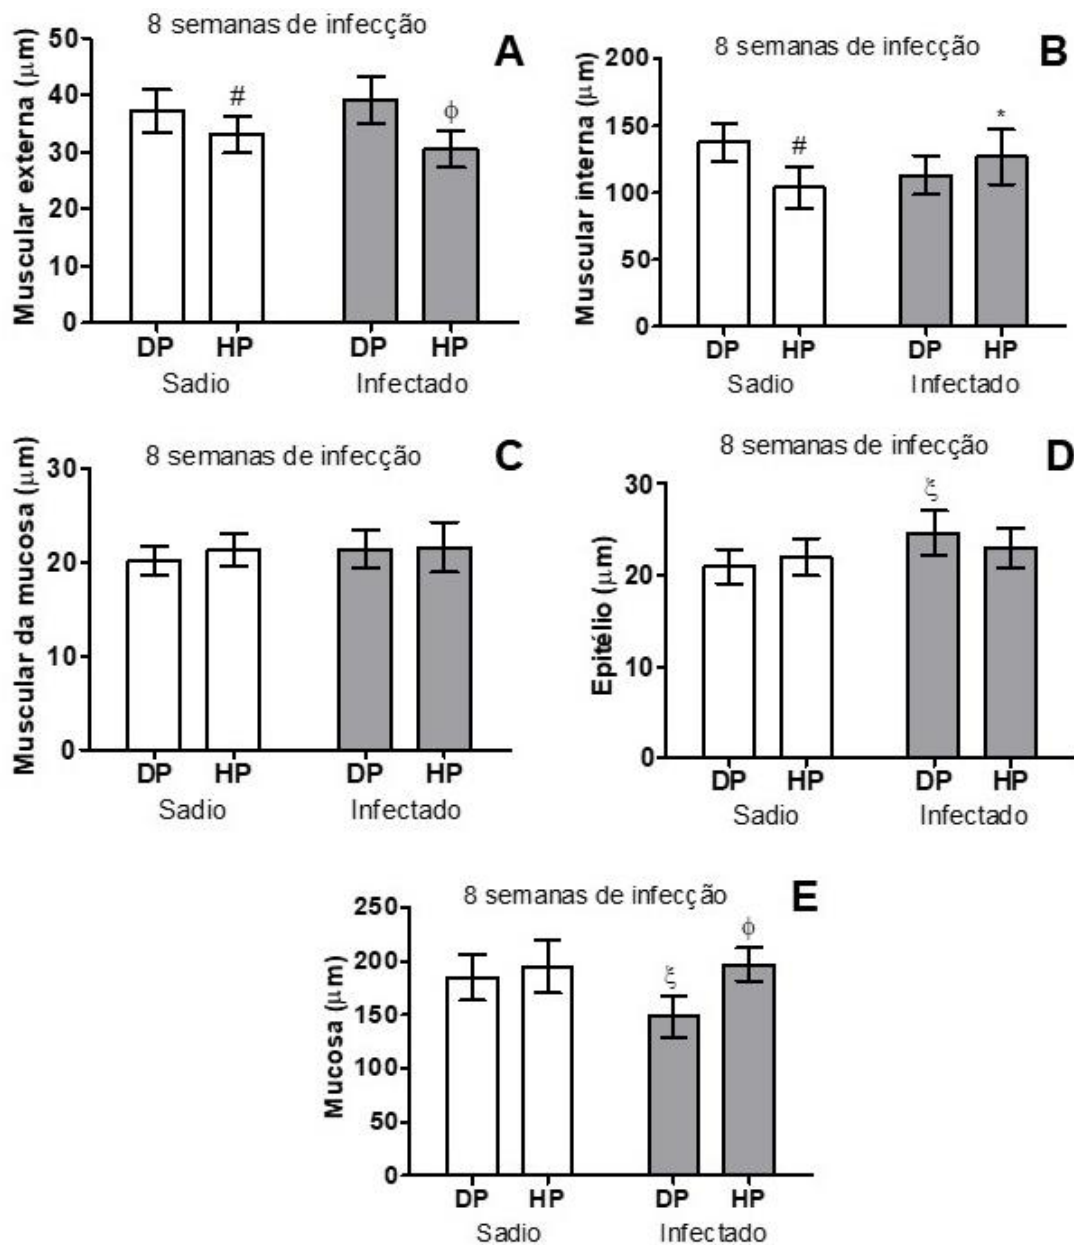 8 semanas de infecção
A
Muscular externa (μm)
50
40
30
20
10
0
#
ϕ
DP HP DP HP
Sadio Infectado
8 semanas de infecção
B
Muscular interna (μm)
200
150
100
50
0
#
*
DP HP DP HP
Sadio Infectado
8 semanas de infecção
C
Muscular da mucosa (μm)
30
20
10
0
DP HP DP HP
Sadio Infectado
8 semanas de infecção
D
Epitélio (μm)
30
20
10
0
ξ
DP HP DP HP
Sadio Infectado
8 semanas de infecção
E
Mucosa (μm)
250
200
150
100
50
0
ξ
ϕ
DP HP DP HP
Sadio Infectado